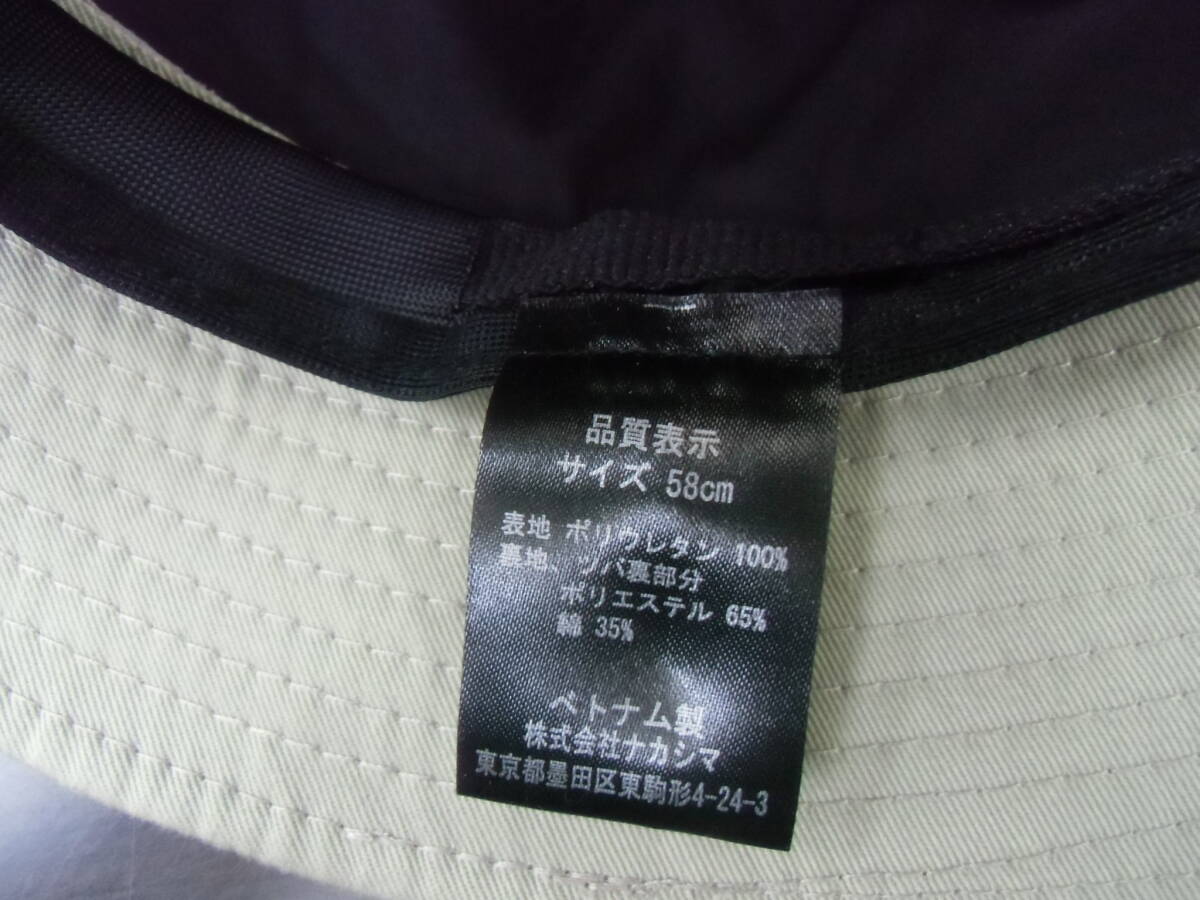 品質表示
サイズ 58cm
表地 ポリウレタン 100%
裏地、ツバ裏部分
ポリエステル 65%
綿 35%
ベトナム製
株式会社ナカシマ
東京都墨田区東駒形4-24-3